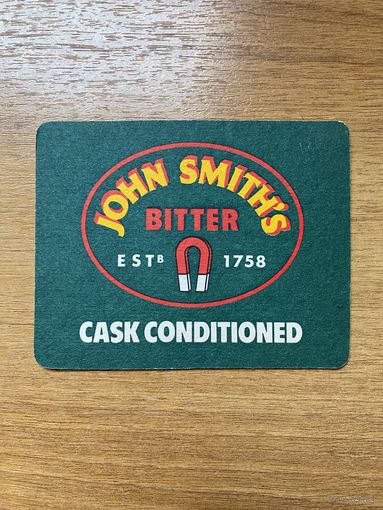 JOHN SMITH'S
BITTER
ESTB 1758
CASK CONDITIONED